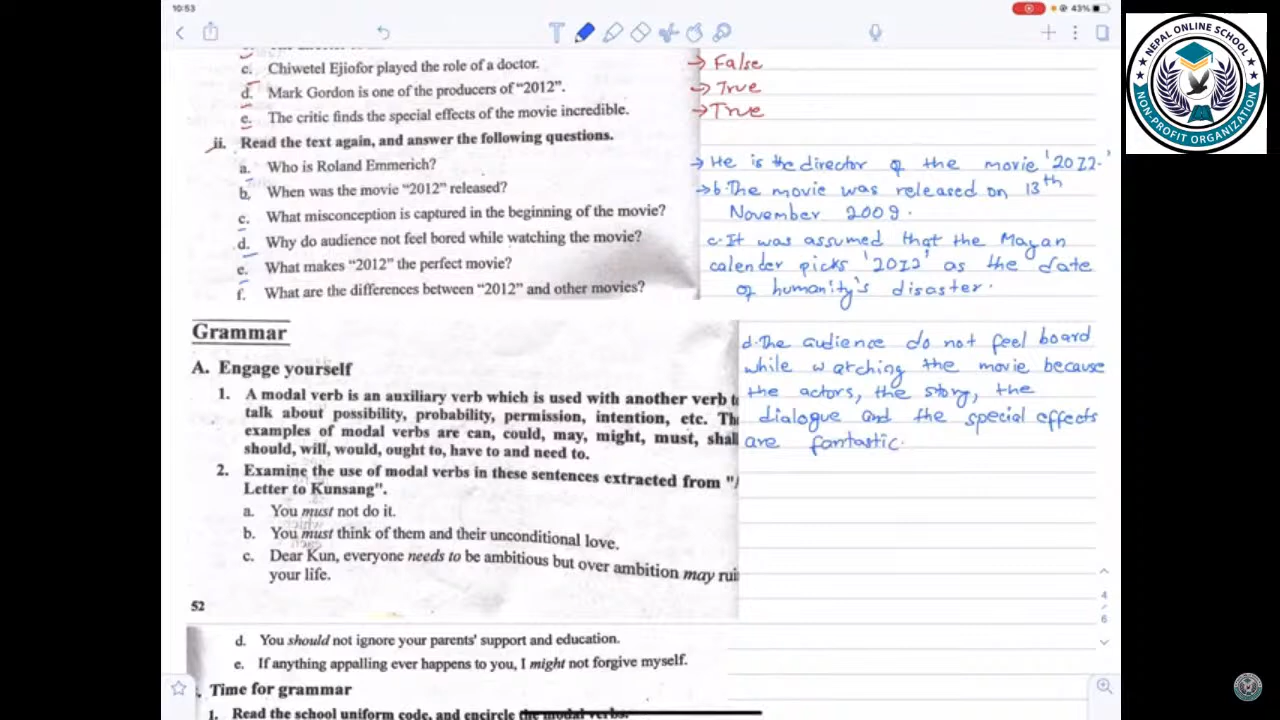 10:53
43%
c. Chiwetel Ejiofor played the role of a doctor.
→ False
d. Mark Gordon is one of the producers of "2012".
→ True
e. The critic finds the special effects of the movie incredible.
→ True
ii. Read the text again, and answer the following questions.
a. Who is Roland Emmerich?
b. When was the movie "2012" released?
c. What misconception is captured in the beginning of the movie?
d. Why do audience not feel bored while watching the movie?
e. What makes "2012" the perfect movie?
f. What are the differences between "2012" and other movies?
→ He is the director of the movie '2012.'
→ b. The movie was released on 13th
November 2009.
c. It was assumed that the Mayan
calender picks '2012' as the date
of humanity's disaster.
d. The audience do not feel board
while watching the movie because
the actors, the story, the
dialogue and the special effects
are fantastic.
Grammar
A. Engage yourself
1. A modal verb is an auxiliary verb which is used with another verb t
talk about possibility, probability, permission, intention, etc. Th
examples of modal verbs are can, could, may, might, must, shal
should, will, would, ought to, have to and need to.
2. Examine the use of modal verbs in these sentences extracted from "
Letter to Kunsang".
a. You must not do it.
b. You must think of them and their unconditional love.
c. Dear Kun, everyone needs to be ambitious but over ambition may rui
your life.
52
d. You should not ignore your parents' support and education.
e. If anything appalling ever happens to you, I might not forgive myself.
Time for grammar
1. Read the school uniform code, and encircle the modal verbs.
4
/
6
NEPAL ONLINE SCHOOL
NON-PROFIT ORGANIZATION